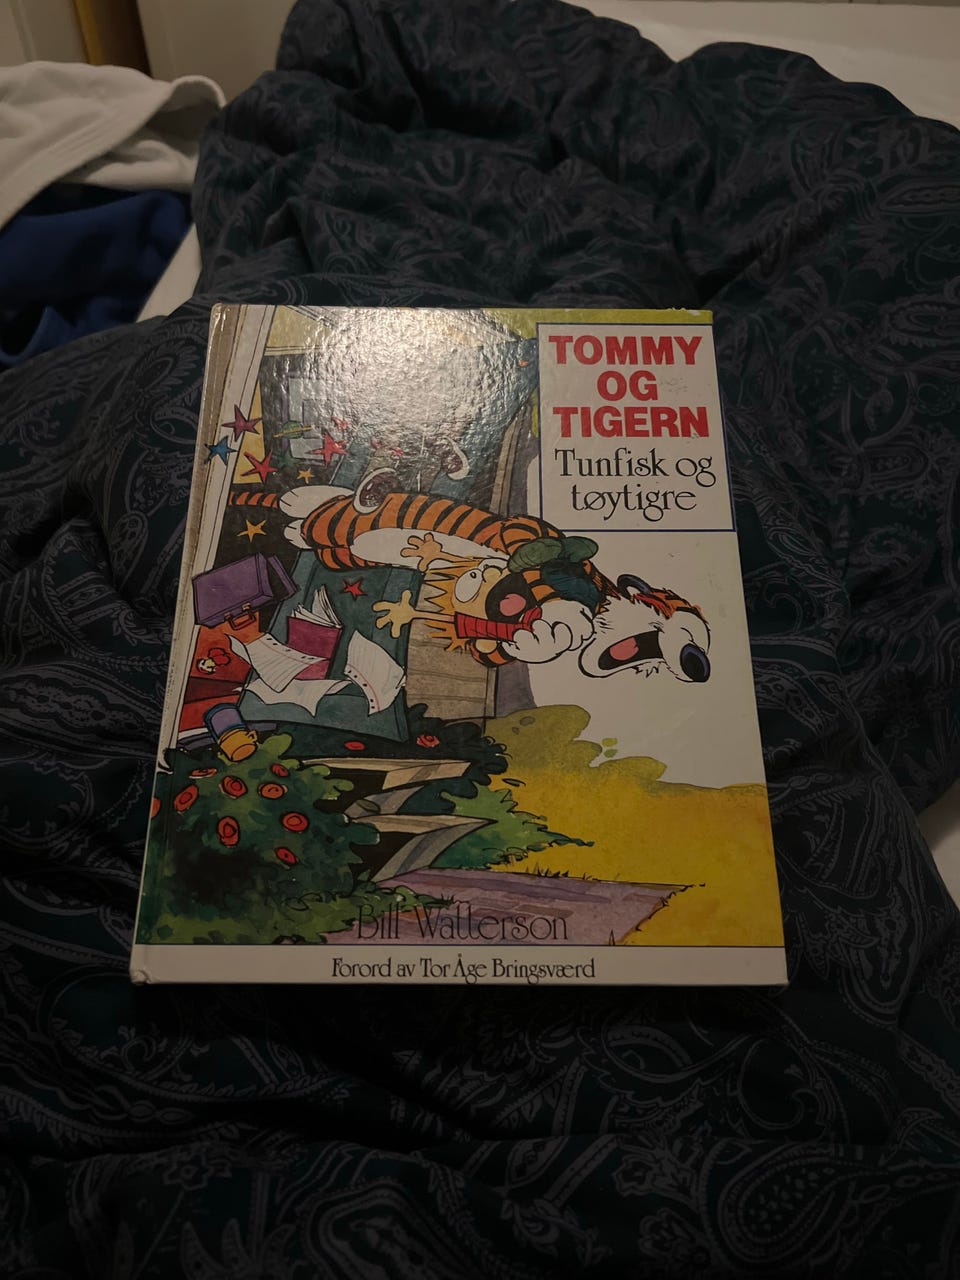 TOMMY
OG
TIGERN
Tunfisk og
tøytigre
Bill Watterson
Forord av Tor Åge Bringsværd